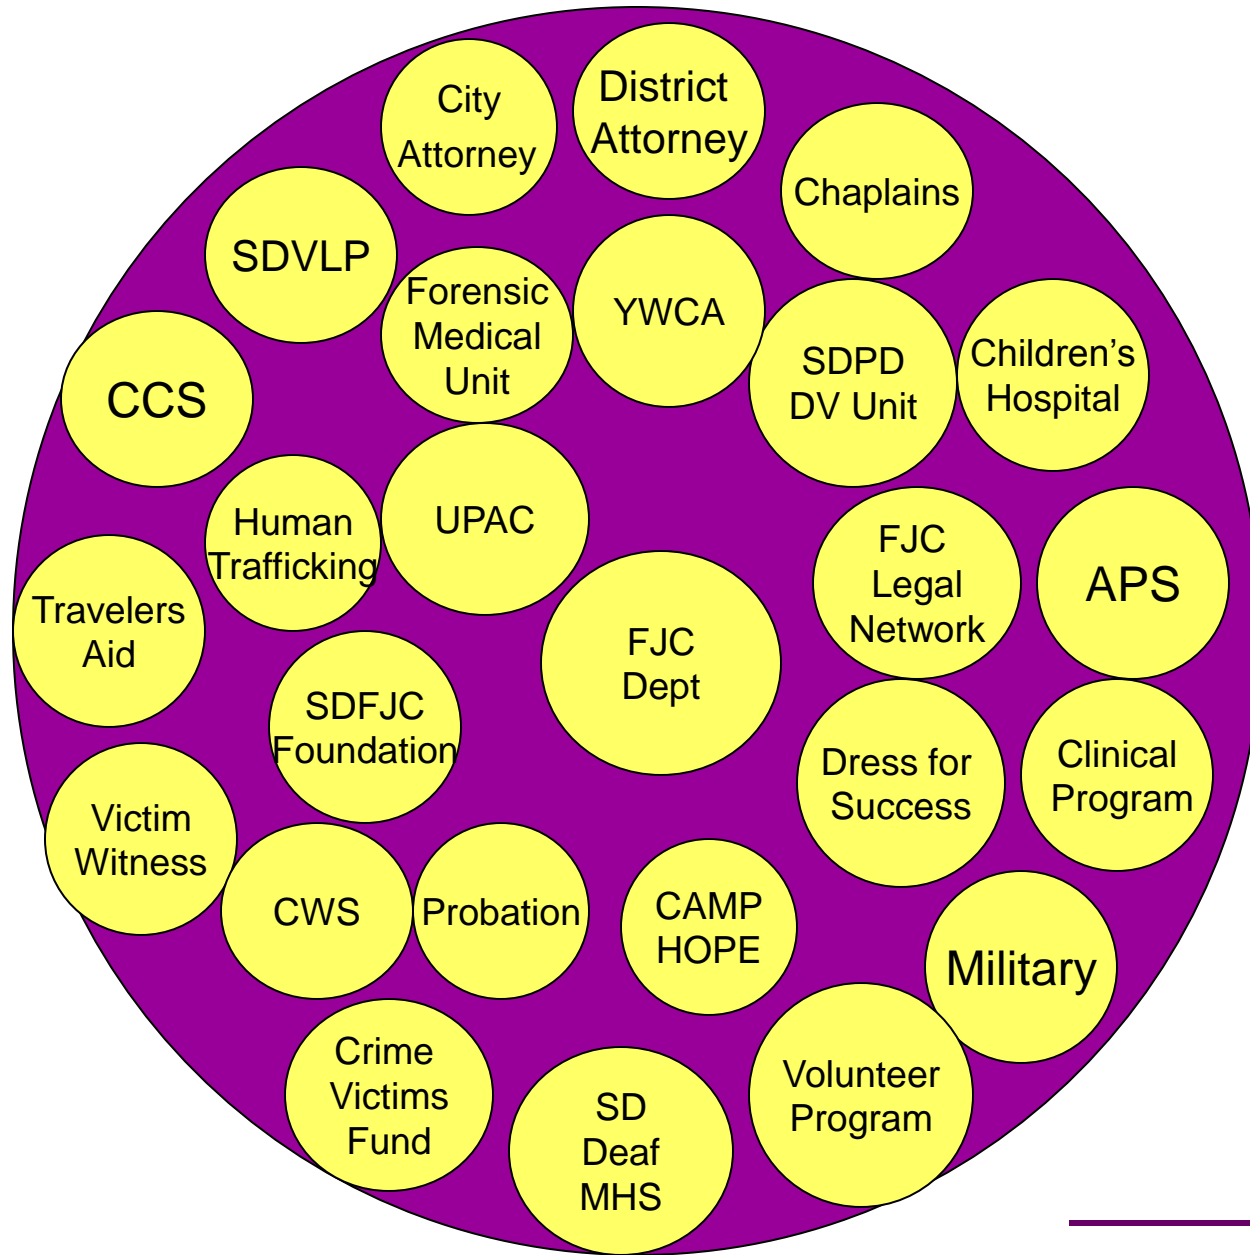 City
Attorney
District
Attorney
Chaplains
SDVLP
Forensic
Medical
Unit
YWCA
SDPD
DV Unit
Children’s
Hospital
CCS
Human
Trafficking
UPAC
FJC
Legal
Network
APS
Travelers
Aid
SDFJC
Foundation
FJC
Dept
Dress for
Success
Clinical
Program
Victim
Witness
CWS
Probation
CAMP
HOPE
Military
Crime
Victims
Fund
SD
Deaf
MHS
Volunteer
Program